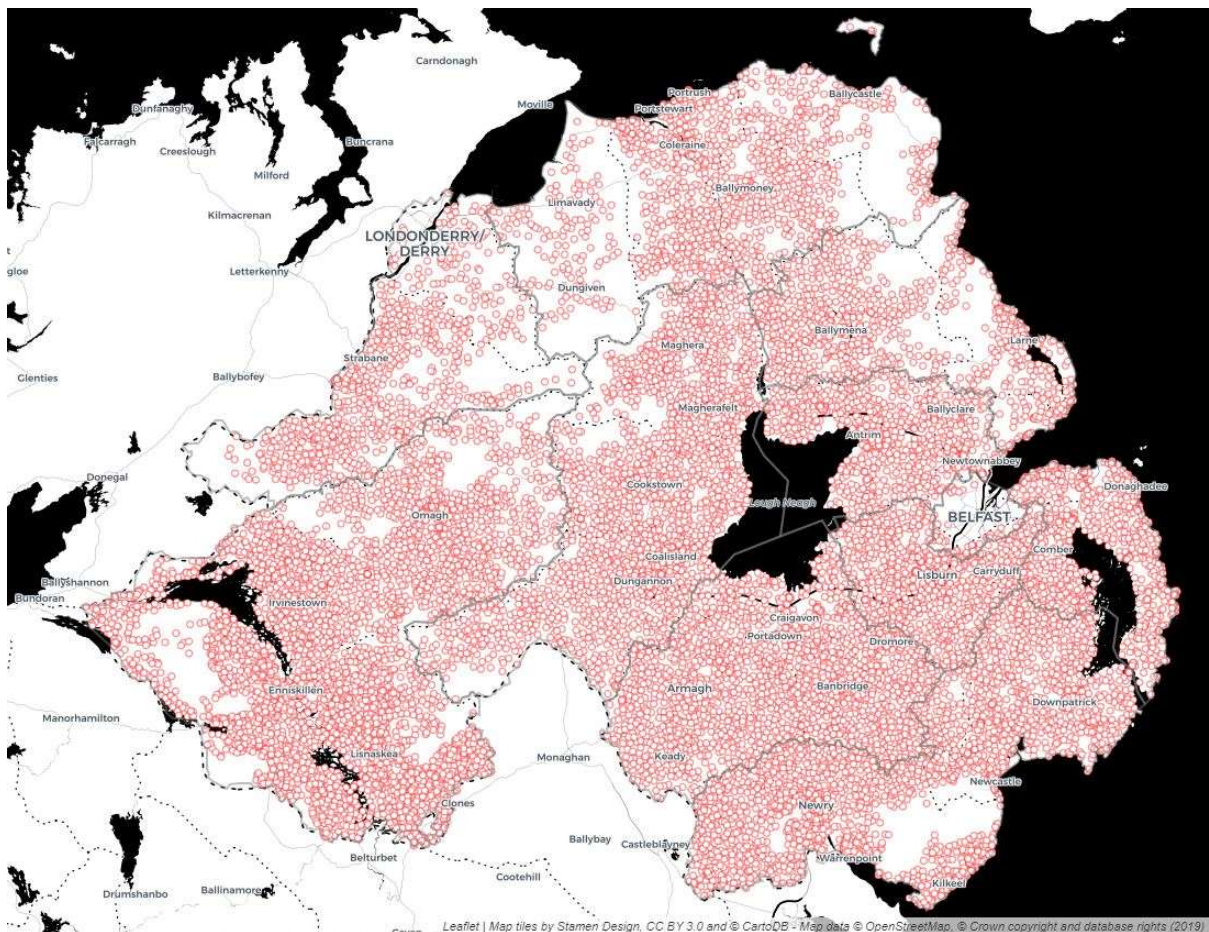 Carndonagh
Moville
Portrush
Ballycastle
Dunfanaghy
Portstewart
Falcarragh
Creeslough
Buncrana
Coleraine
Milford
Ballymoney
Limavady
Kilmacrenan
LONDONDERRY/
DERRY
gloe
Letterkenny
Dungiven
Ballymena
Larne
Maghera
Strabane
Glenties
Ballybofey
Magherafelt
Ballyclare
Antrim
Newtownabbey
Donegal
Cookstown
Donaghadee
Lough Neagh
Omagh
BELFAST
Comber
Coalisland
Carryduff
Ballyshannon
Dungannon
Lisburn
Bundoran
Irvinestown
Craigavon
Portadown
Dromore
Enniskillen
Armagh
Banbridge
Downpatrick
Manorhamilton
Lisnaskea
Monaghan
Keady
Newcastle
Clones
Newry
Ballybay
Castleblayney
Belturbet
Warrenpoint
Cootehill
Kilkeel
Drumshanbo
Ballinamore
Leaflet | Map tiles by Stamen Design, CC BY 3.0 and © CartoDB - Map data © OpenStreetMap, © Crown copyright and database rights (2019)